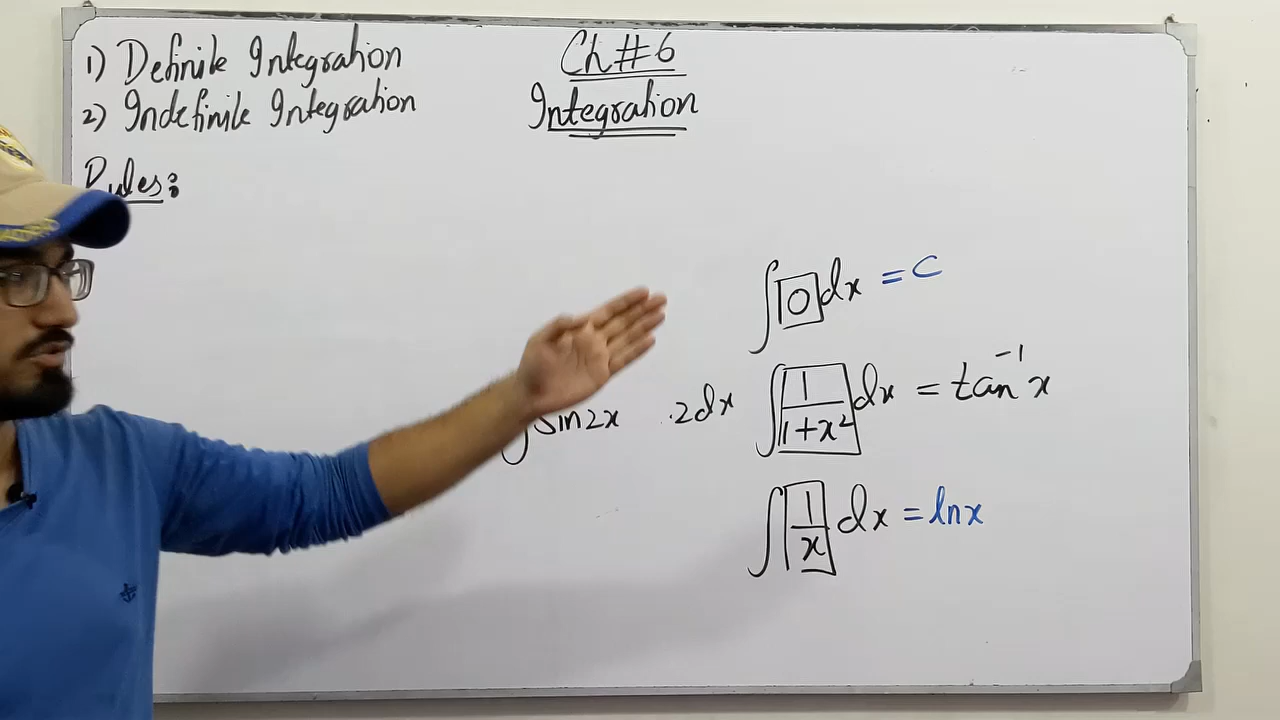 1) Definite Integration
2) Indefinite Integration
Ch#6
Integration
Rules:
∫ 0 dx = c
∫ sin2x .2dx
∫ 1/1+x² dx = tan⁻¹x
∫ 1/x dx = lnx